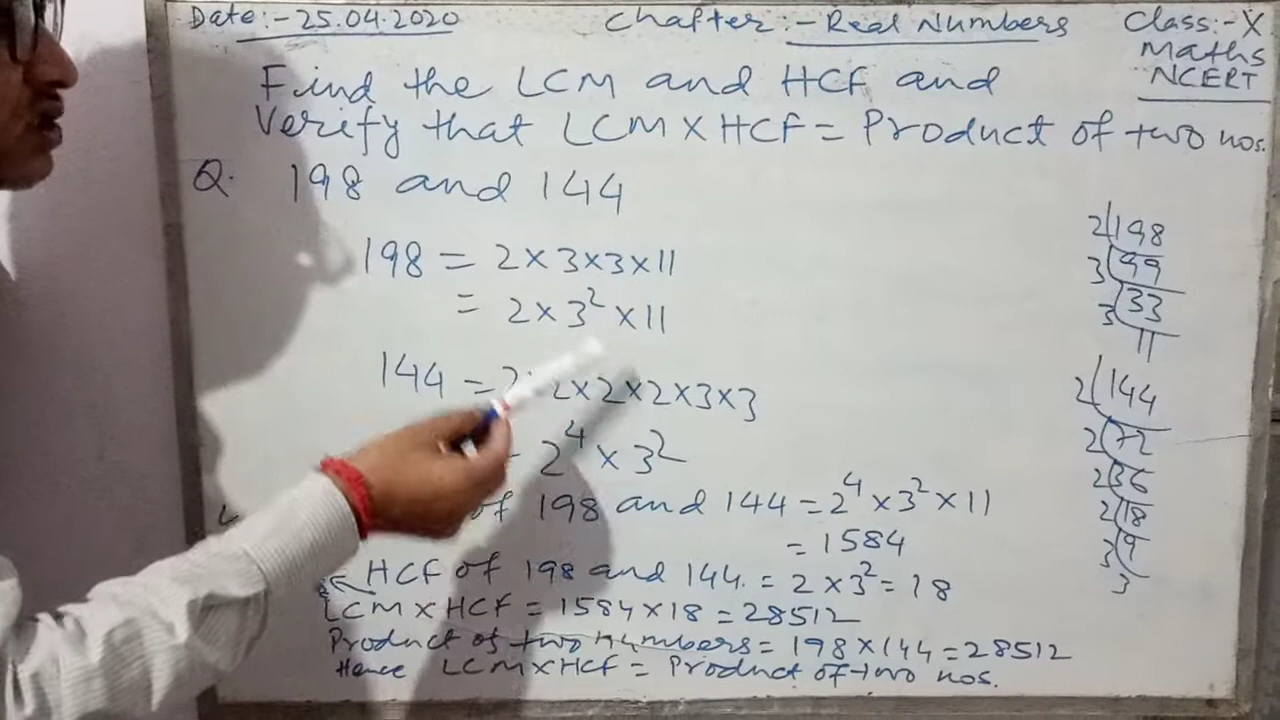 Date:-25.04.2020
Chafter:-Real Numbers
Class:-X
Maths
NCERT
Find the LCM and HCF and
Verify that LCM×HCF=Product of two nos.
Q. 198 and 144
198 = 2×3×3×11
= 2×3²×11
144 = 2×2×2×3×3
2⁴×3²
of 198 and 144=2⁴×3²×11
=1584
HCF of 198 and 144.=2×3²=18
LCM×HCF=1584×18=28512
Product of two Numbers=198×144=28512
Hence LCM×HCF= Product of two nos.
2 198
3 99
3 33
11
2 144
2 72
2 36
2 18
3 9
3